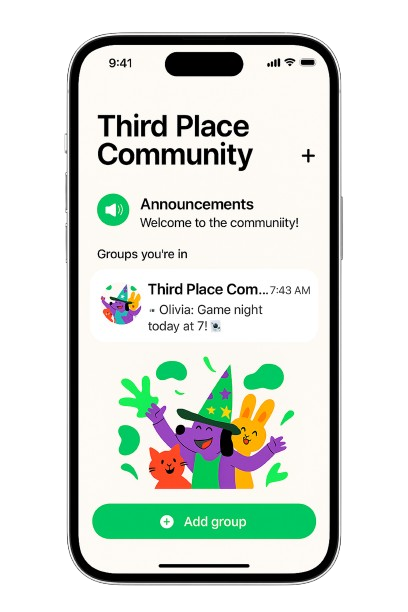 9:41
Third Place
Community
Announcements
Welcome to the communiity!
Groups you're in
Third Place Com... 7:43 AM
Olivia: Game night
today at 7!
Add group